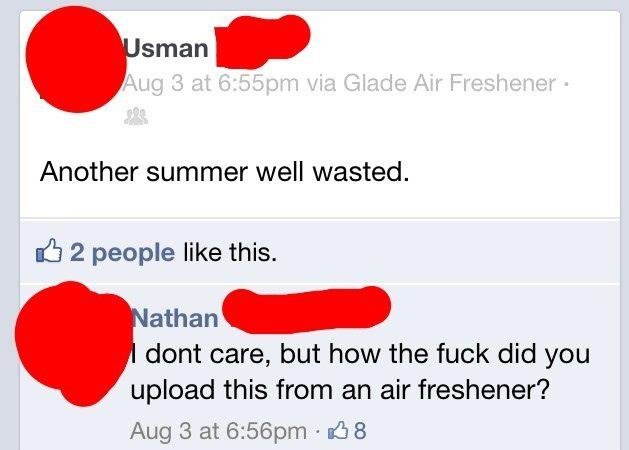 Usman
Aug 3 at 6:55pm via Glade Air Freshener ·
Another summer well wasted.
2 people like this.
Nathan
I dont care, but how the fuck did you
upload this from an air freshener?
Aug 3 at 6:56pm · 8